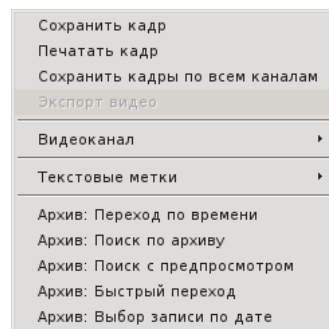 Сохранить кадр
Печатать кадр
Сохранить кадры по всем каналам
Экспорт видео
Видеоканал
Текстовые метки
Архив: Переход по времени
Архив: Поиск по архиву
Архив: Поиск с предпросмотром
Архив: Быстрый переход
Архив: Выбор записи по дате